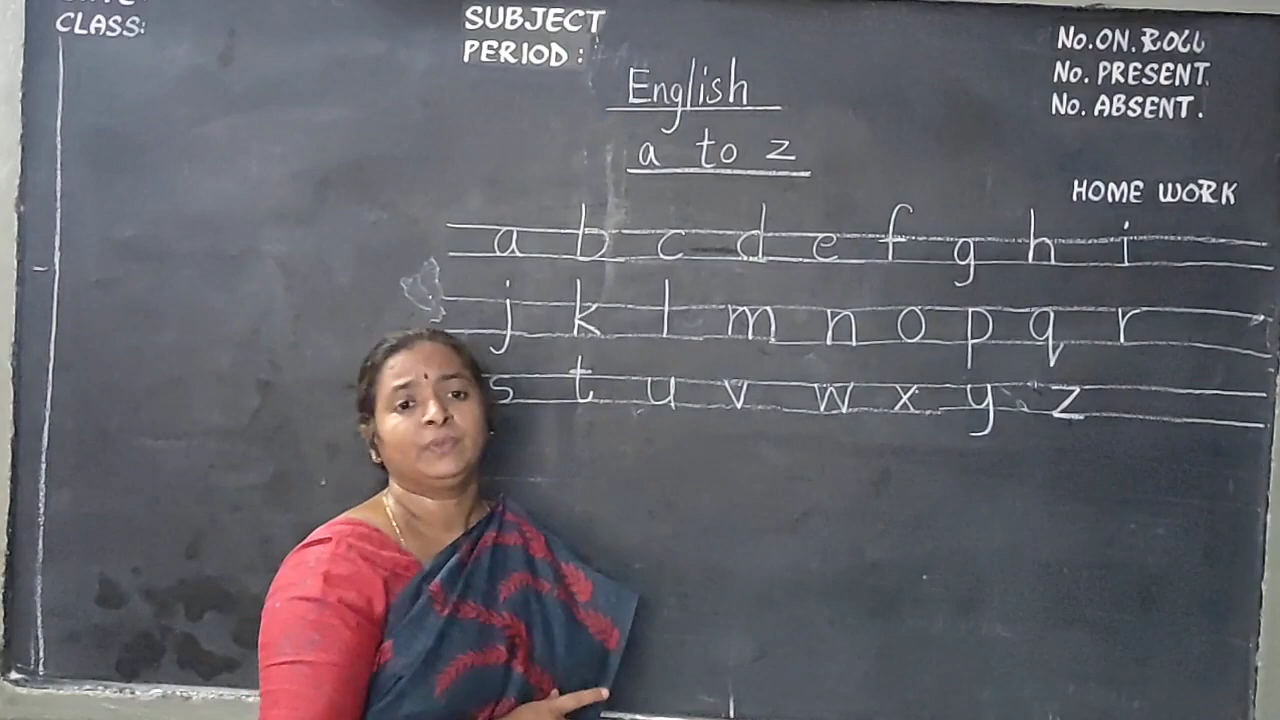 CLASS:
SUBJECT
PERIOD:
No. ON. ROLL
No. PRESENT.
No. ABSENT.
English
a to z
HOME WORK
a b c d e f g h i
j k l m n o p q r
s t u v w x y z